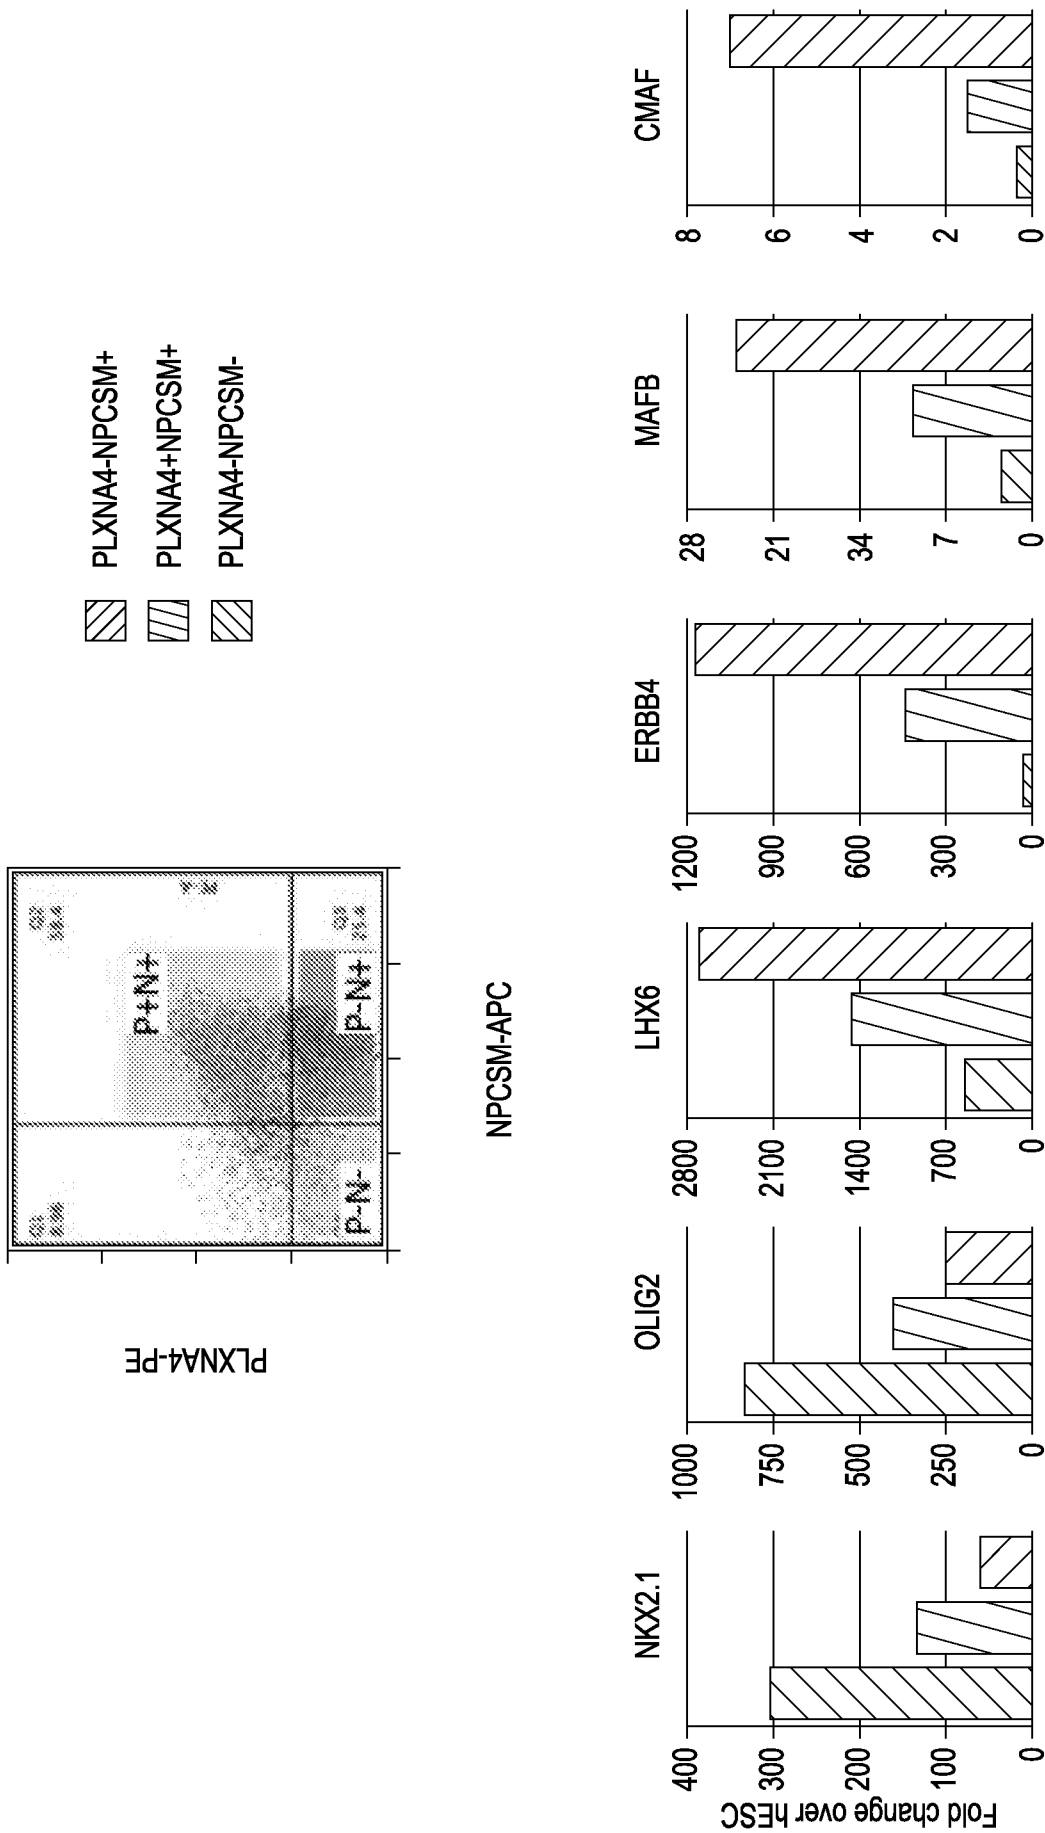 PLXNA4-PE
P+N+
P-N-
P-N+
NPCSM-APC
PLXNA4-NPCSM+
PLXNA4+NPCSM+
PLXNA4-NPCSM-
Fold change over hESC
NKX2.1
400
300
200
100
0
OLIG2
1000
750
500
250
0
LHX6
2800
2100
1400
700
0
ERBB4
1200
900
600
300
0
MAFB
28
21
34
7
0
CMAF
8
6
4
2
0